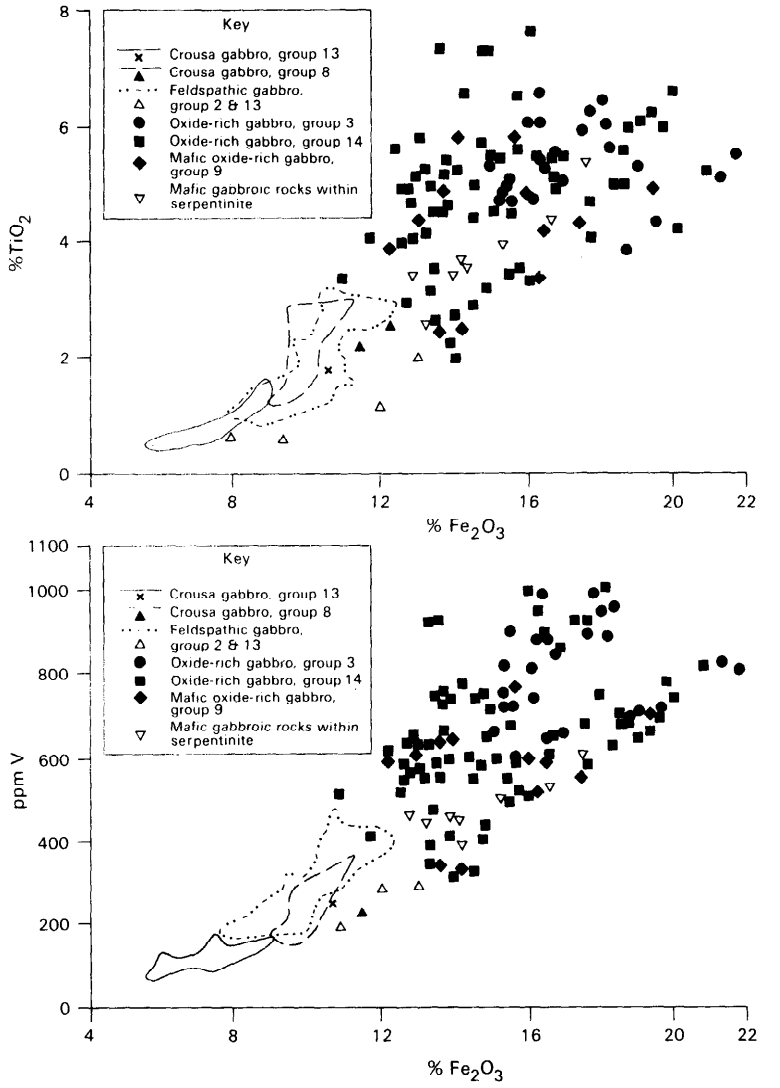 8
6
4
2
0
%TiO2
Key
Crousa gabbro, group 13
Crousa gabbro, group 8
Feldspathic gabbro,
group 2 & 13
Oxide-rich gabbro, group 3
Oxide-rich gabbro, group 14
Mafic oxide-rich gabbro,
group 9
Mafic gabbroic rocks within
serpentinite
4 8 12 16 20 22
% Fe2O3
1100
1000
800
600
400
200
0
ppm V
Key
Crousa gabbro, group 13
Crousa gabbro, group 8
Feldspathic gabbro,
group 2 & 13
Oxide-rich gabbro, group 3
Oxide-rich gabbro, group 14
Mafic oxide-rich gabbro,
group 9
Mafic gabbroic rocks within
serpentinite
4 8 12 16 20 22
% Fe2O3